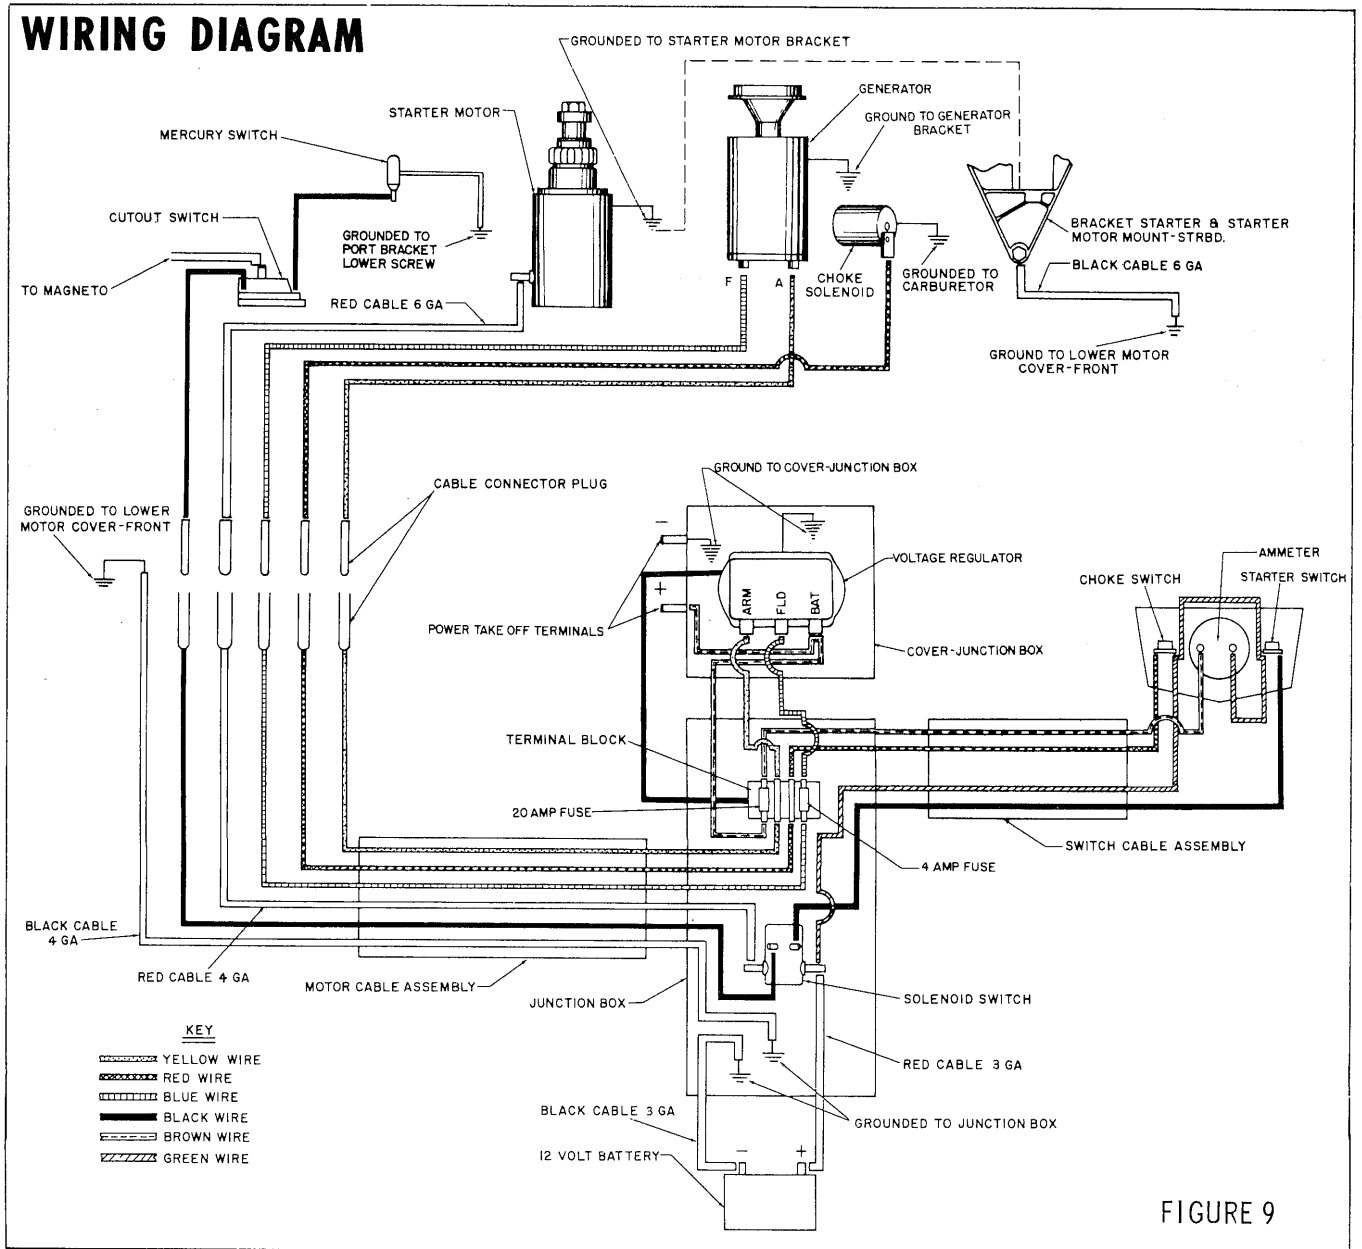 WIRING DIAGRAM
GROUNDED TO STARTER MOTOR BRACKET
GENERATOR
STARTER MOTOR
GROUND TO GENERATOR
BRACKET
MERCURY SWITCH
CUTOUT SWITCH
GROUNDED TO
PORT BRACKET
LOWER SCREW
BRACKET STARTER & STARTER
MOTOR MOUNT-STRBD.
BLACK CABLE 6 GA
TO MAGNETO
RED CABLE 6 GA
F
A
CHOKE
SOLENOID
GROUNDED TO
CARBURETOR
GROUND TO LOWER MOTOR
COVER-FRONT
GROUND TO COVER-JUNCTION BOX
CABLE CONNECTOR PLUG
GROUNDED TO LOWER
MOTOR COVER-FRONT
−
+
VOLTAGE REGULATOR
AMMETER
CHOKE SWITCH
STARTER SWITCH
ARM
FLD
BAT
POWER TAKE OFF TERMINALS
COVER-JUNCTION BOX
TERMINAL BLOCK
20 AMP FUSE
SWITCH CABLE ASSEMBLY
4 AMP FUSE
BLACK CABLE
4 GA
RED CABLE 4 GA
MOTOR CABLE ASSEMBLY
JUNCTION BOX
SOLENOID SWITCH
KEY
YELLOW WIRE
RED WIRE
BLUE WIRE
BLACK WIRE
BROWN WIRE
GREEN WIRE
RED CABLE 3 GA
BLACK CABLE 3 GA
GROUNDED TO JUNCTION BOX
12 VOLT BATTERY
−
+
FIGURE 9